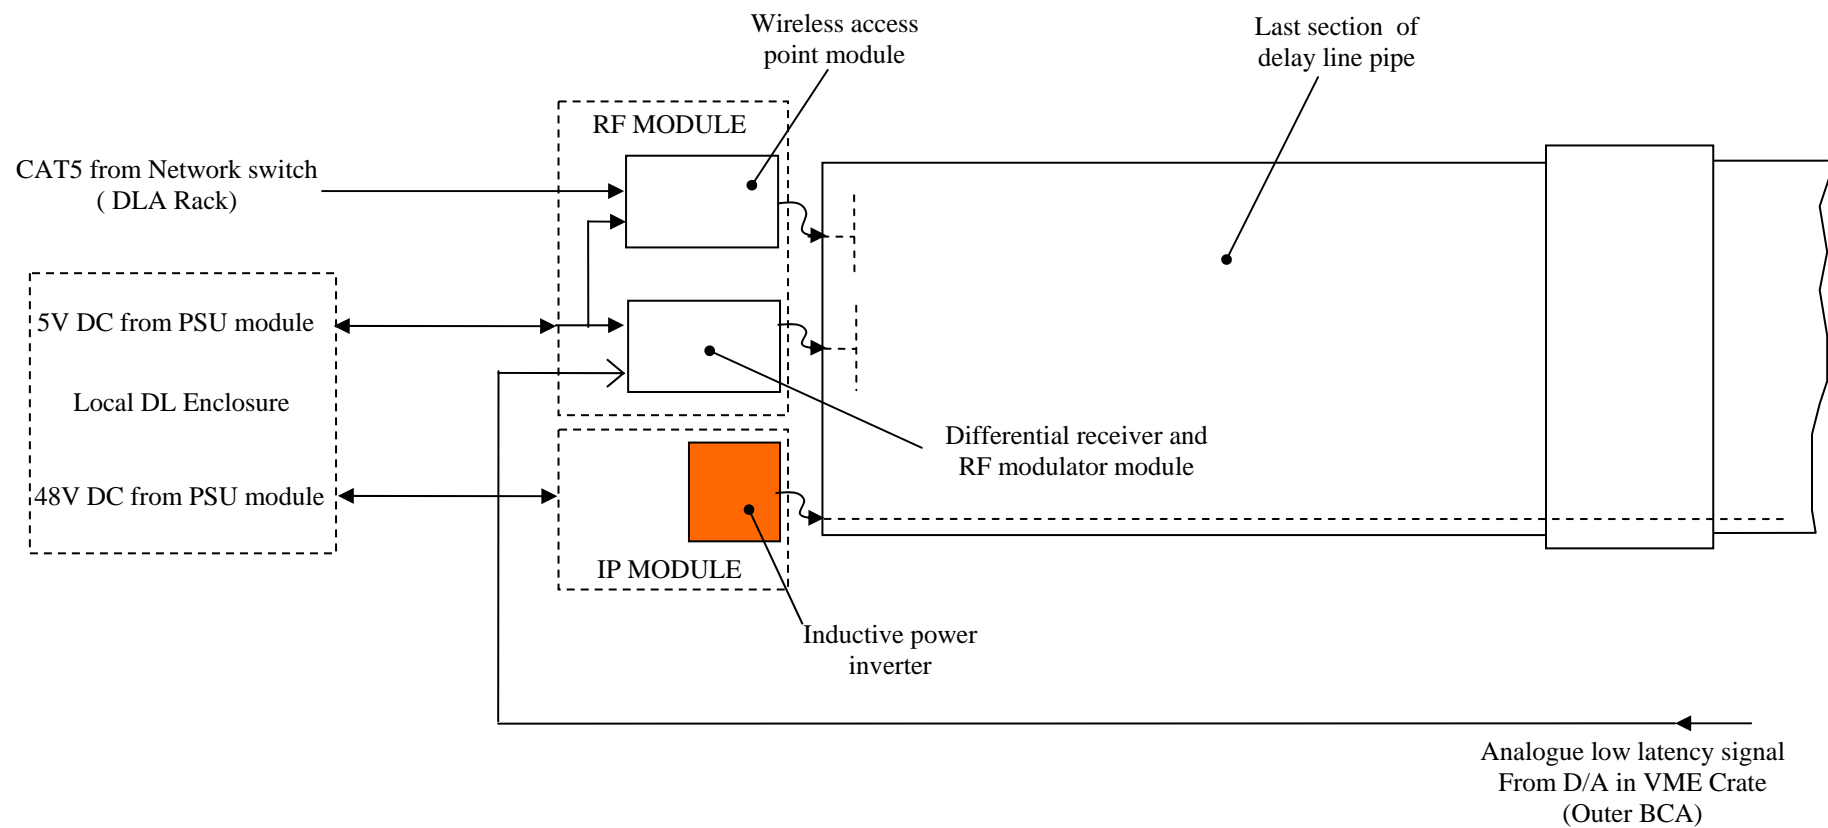 Wireless access
point module
Last section of
delay line pipe
RF MODULE
CAT5 from Network switch
( DLA Rack)
5V DC from PSU module
Local DL Enclosure
48V DC from PSU module
Differential receiver and
RF modulator module
IP MODULE
Inductive power
inverter
Analogue low latency signal
From D/A in VME Crate
(Outer BCA)